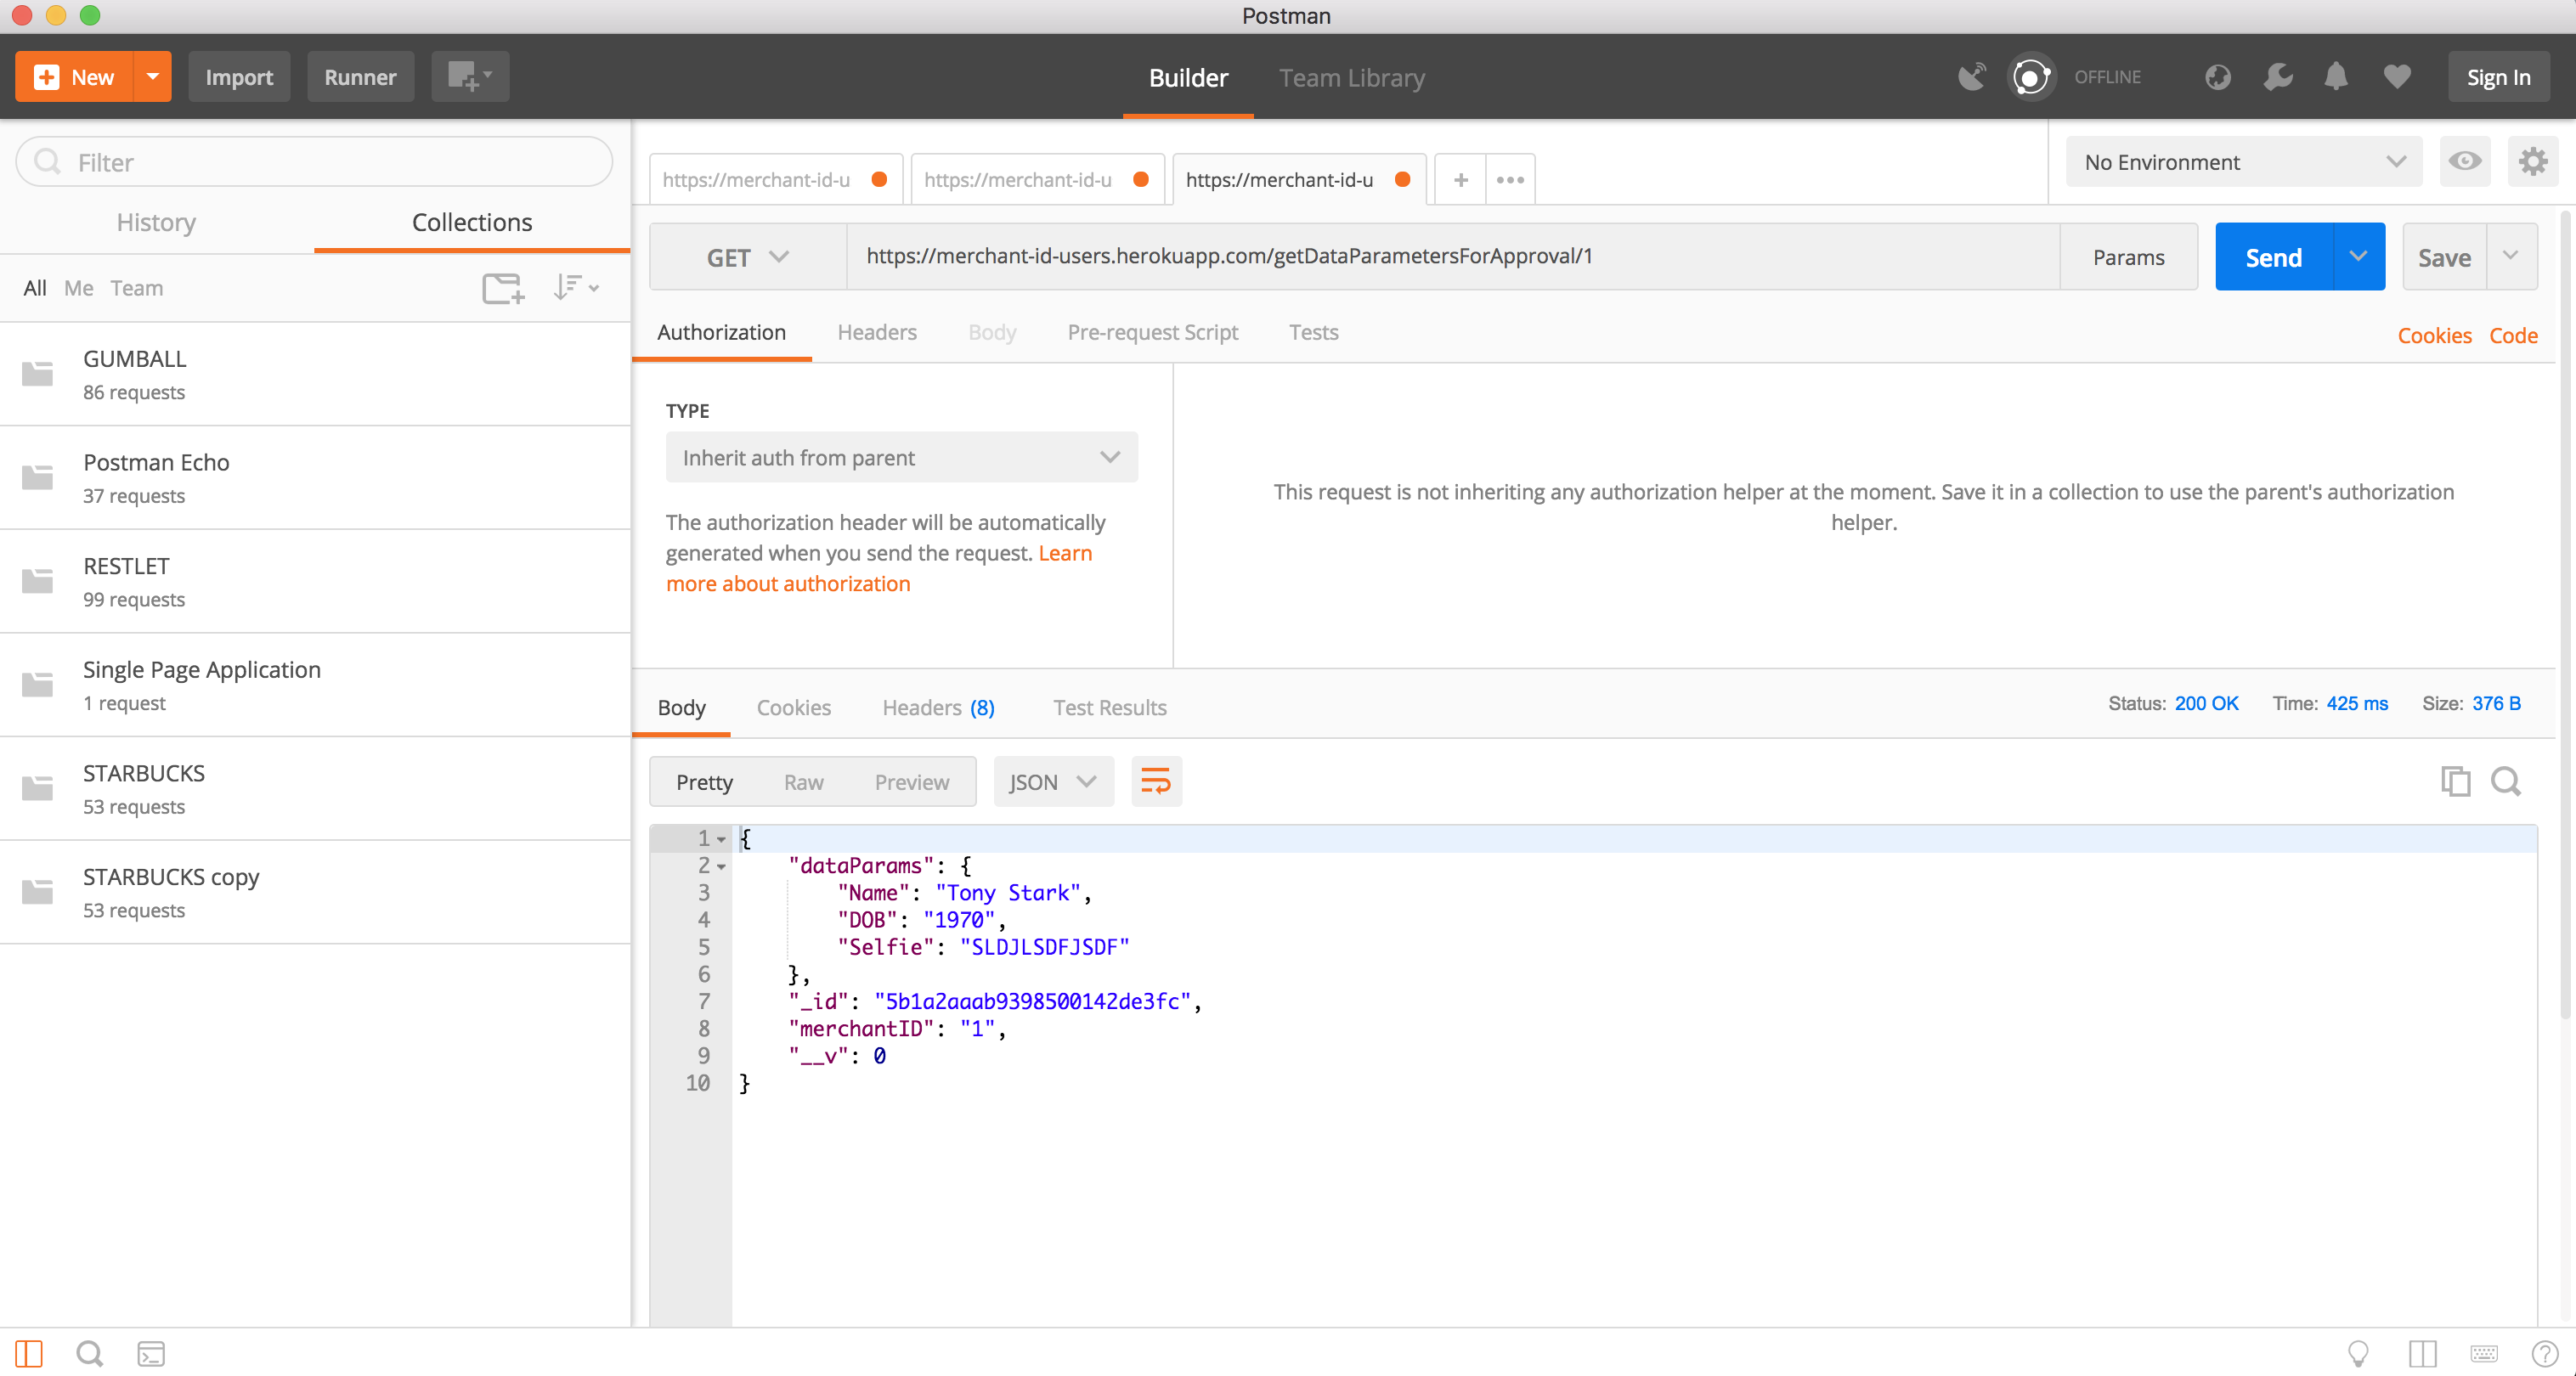 Postman
New
Import
Runner
Builder
Team Library
OFFLINE
Sign In
Filter
History
Collections
All Me Team
GUMBALL
86 requests
Postman Echo
37 requests
RESTLET
99 requests
Single Page Application
1 request
STARBUCKS
53 requests
STARBUCKS copy
53 requests
https://merchant-id-u
https://merchant-id-u
https://merchant-id-u
No Environment
GET
https://merchant-id-users.herokuapp.com/getDataParametersForApproval/1
Params
Send
Save
Authorization
Headers
Body
Pre-request Script
Tests
Cookies
Code
TYPE
Inherit auth from parent
The authorization header will be automatically
generated when you send the request. Learn
more about authorization
This request is not inheriting any authorization helper at the moment. Save it in a collection to use the parent's authorization
helper.
Body
Cookies
Headers (8)
Test Results
Status: 200 OK
Time: 425 ms
Size: 376 B
Pretty
Raw
Preview
JSON
1 {
2 "dataParams": {
3 "Name": "Tony Stark",
4 "DOB": "1970",
5 "Selfie": "SLDJLSDFJSDF"
6 },
7 "_id": "5b1a2aaab9398500142de3fc",
8 "merchantID": "1",
9 "__v": 0
10 }